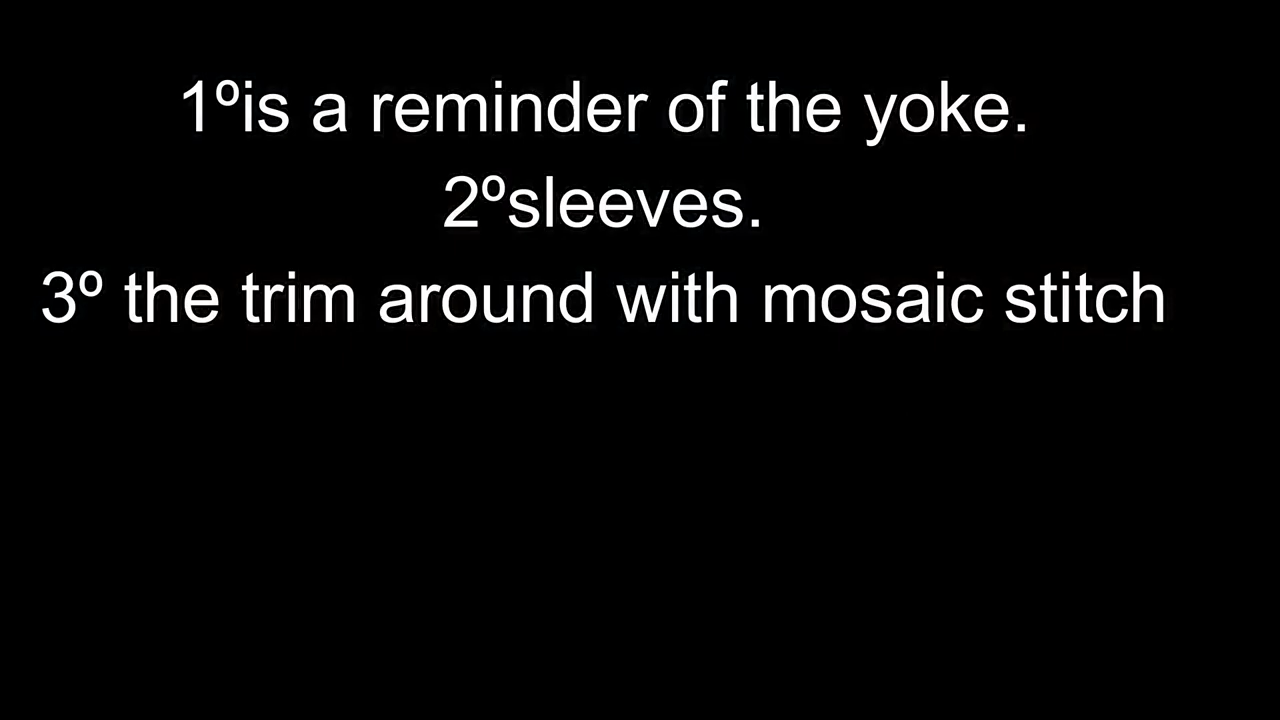 1ºis a reminder of the yoke.
2ºsleeves.
3º the trim around with mosaic stitch